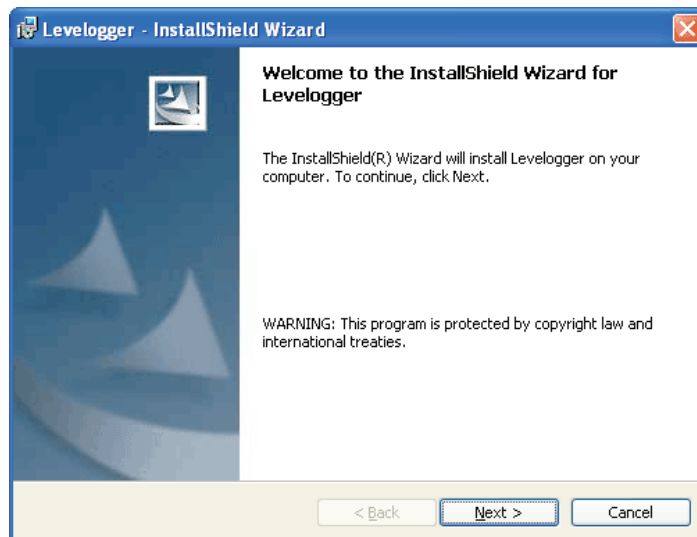 Levelogger - InstallShield Wizard
Welcome to the InstallShield Wizard for
Levelogger
The InstallShield(R) Wizard will install Levelogger on your
computer. To continue, click Next.
WARNING: This program is protected by copyright law and
international treaties.
< Back   Next >   Cancel